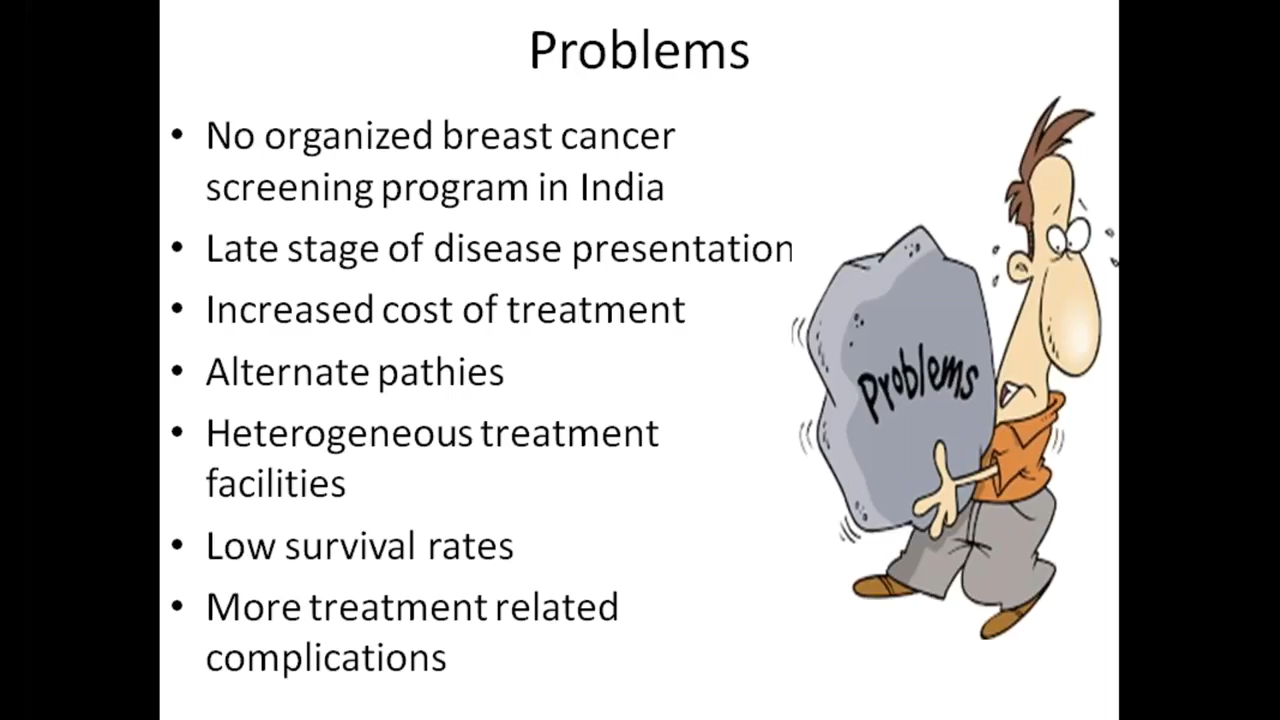 Problems
• No organized breast cancer
screening program in India
• Late stage of disease presentation
• Increased cost of treatment
• Alternate pathies
• Heterogeneous treatment
facilities
• Low survival rates
• More treatment related
complications
Problems